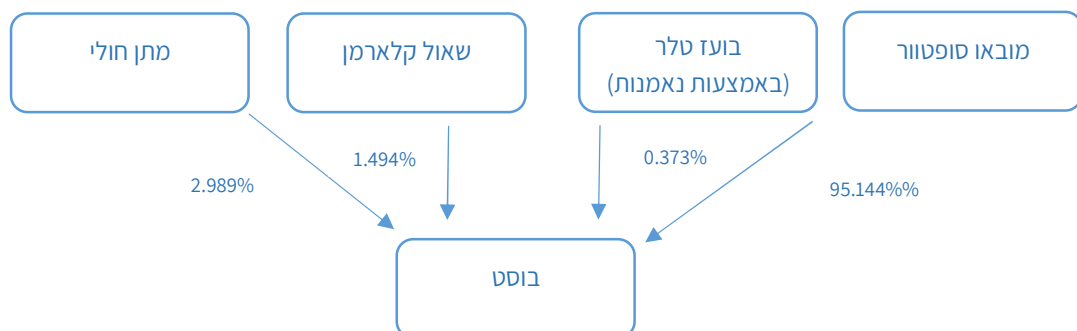 מובאו סופטוור
בועז טלר
(באמצעות נאמנות)
שאול קלארמן
מתן חולי
95.144%%
0.373%
1.494%
2.989%
בוסט